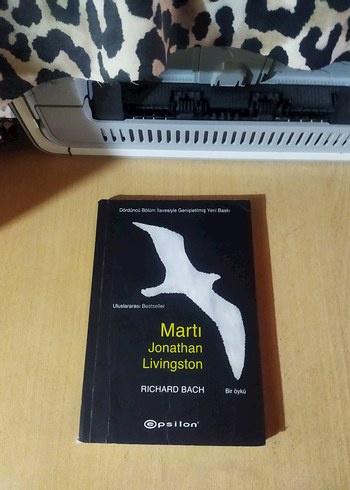 Dördüncü Bölüm İlavesiyle Genişletilmiş Yeni Baskı
Uluslararası Bestseller
Martı
Jonathan
Livingston
RICHARD BACH
Bir öykü
epsilon